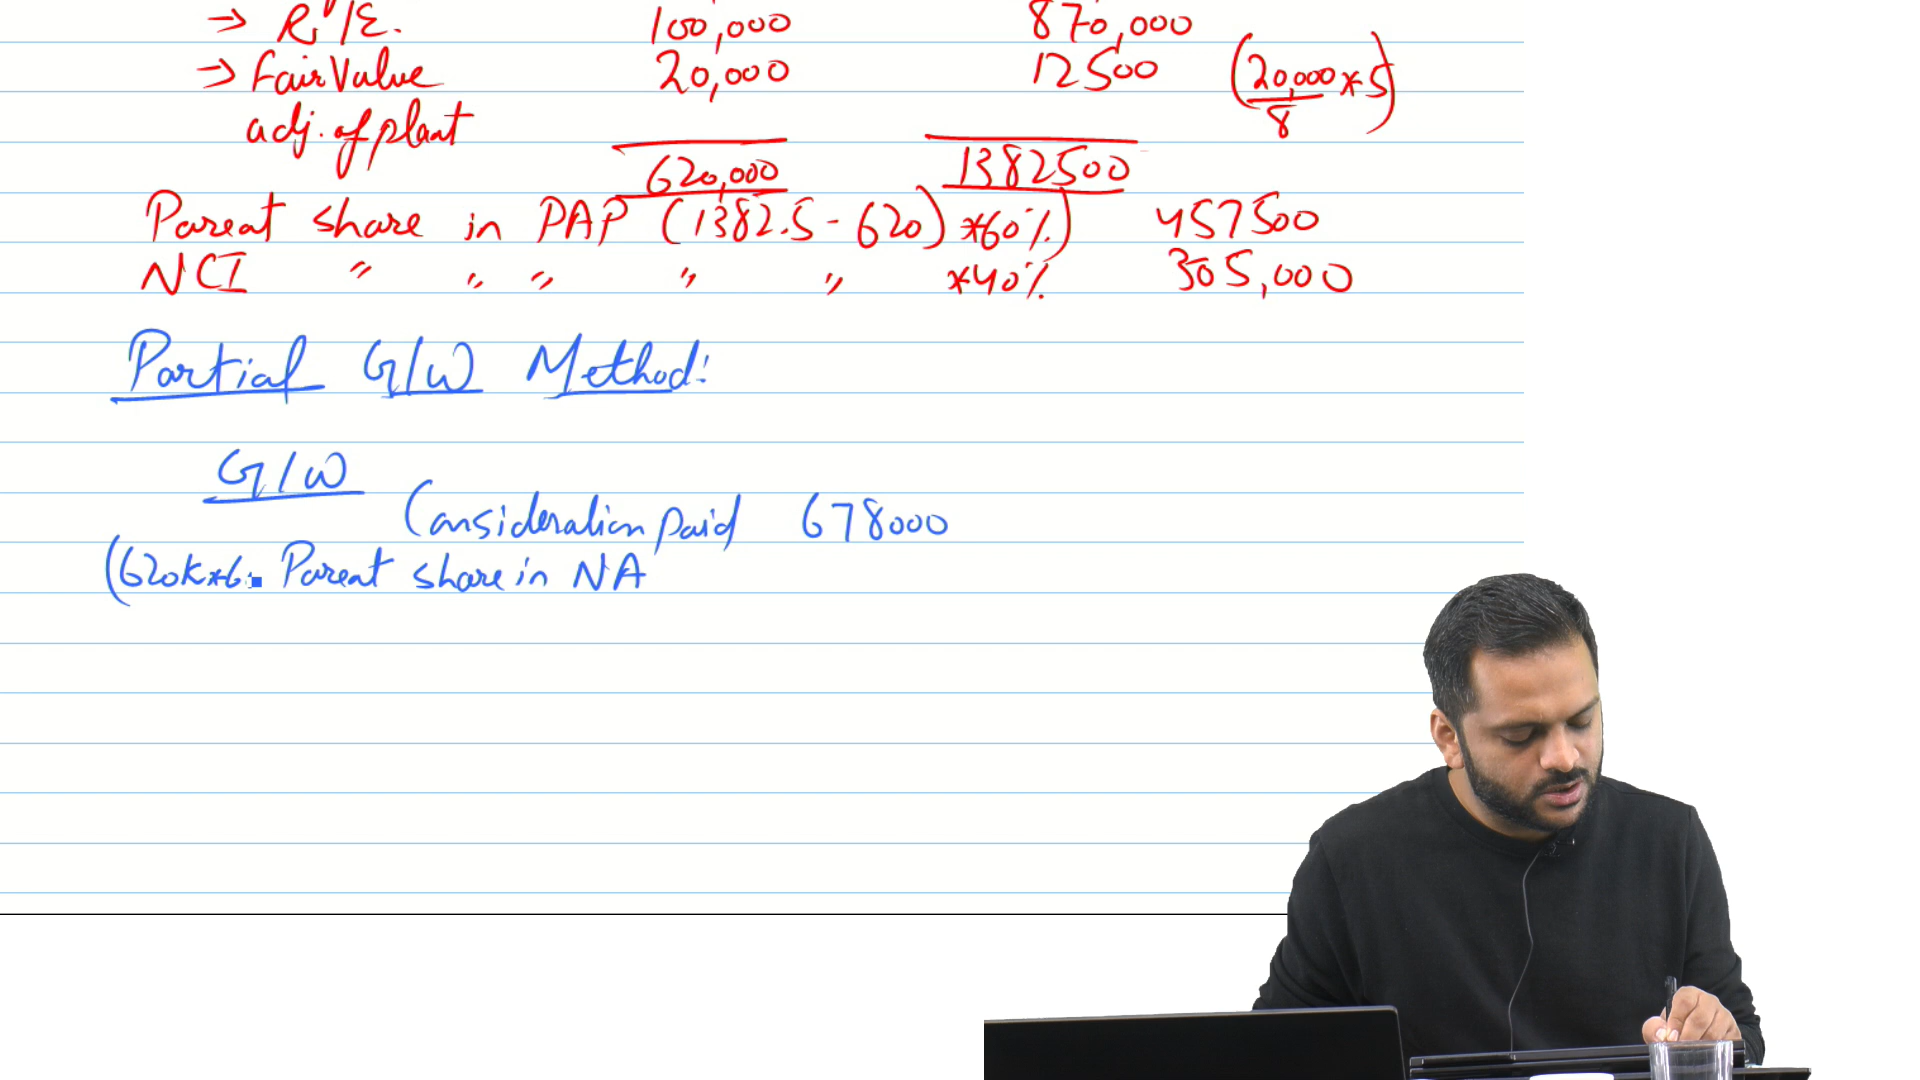 → R/E. 100,000 870,000
→ Fair Value 20,000 12500 (20,000 * 5)
adj. of plant 8
620,000 1382500
Parent share in PAP (1382.5 - 620) *60%) 457500
NCI " " " " " *40% 305,000
Partial G/W Method:
G/W
Consideration paid 678000
(620k*6 Parent share in NA